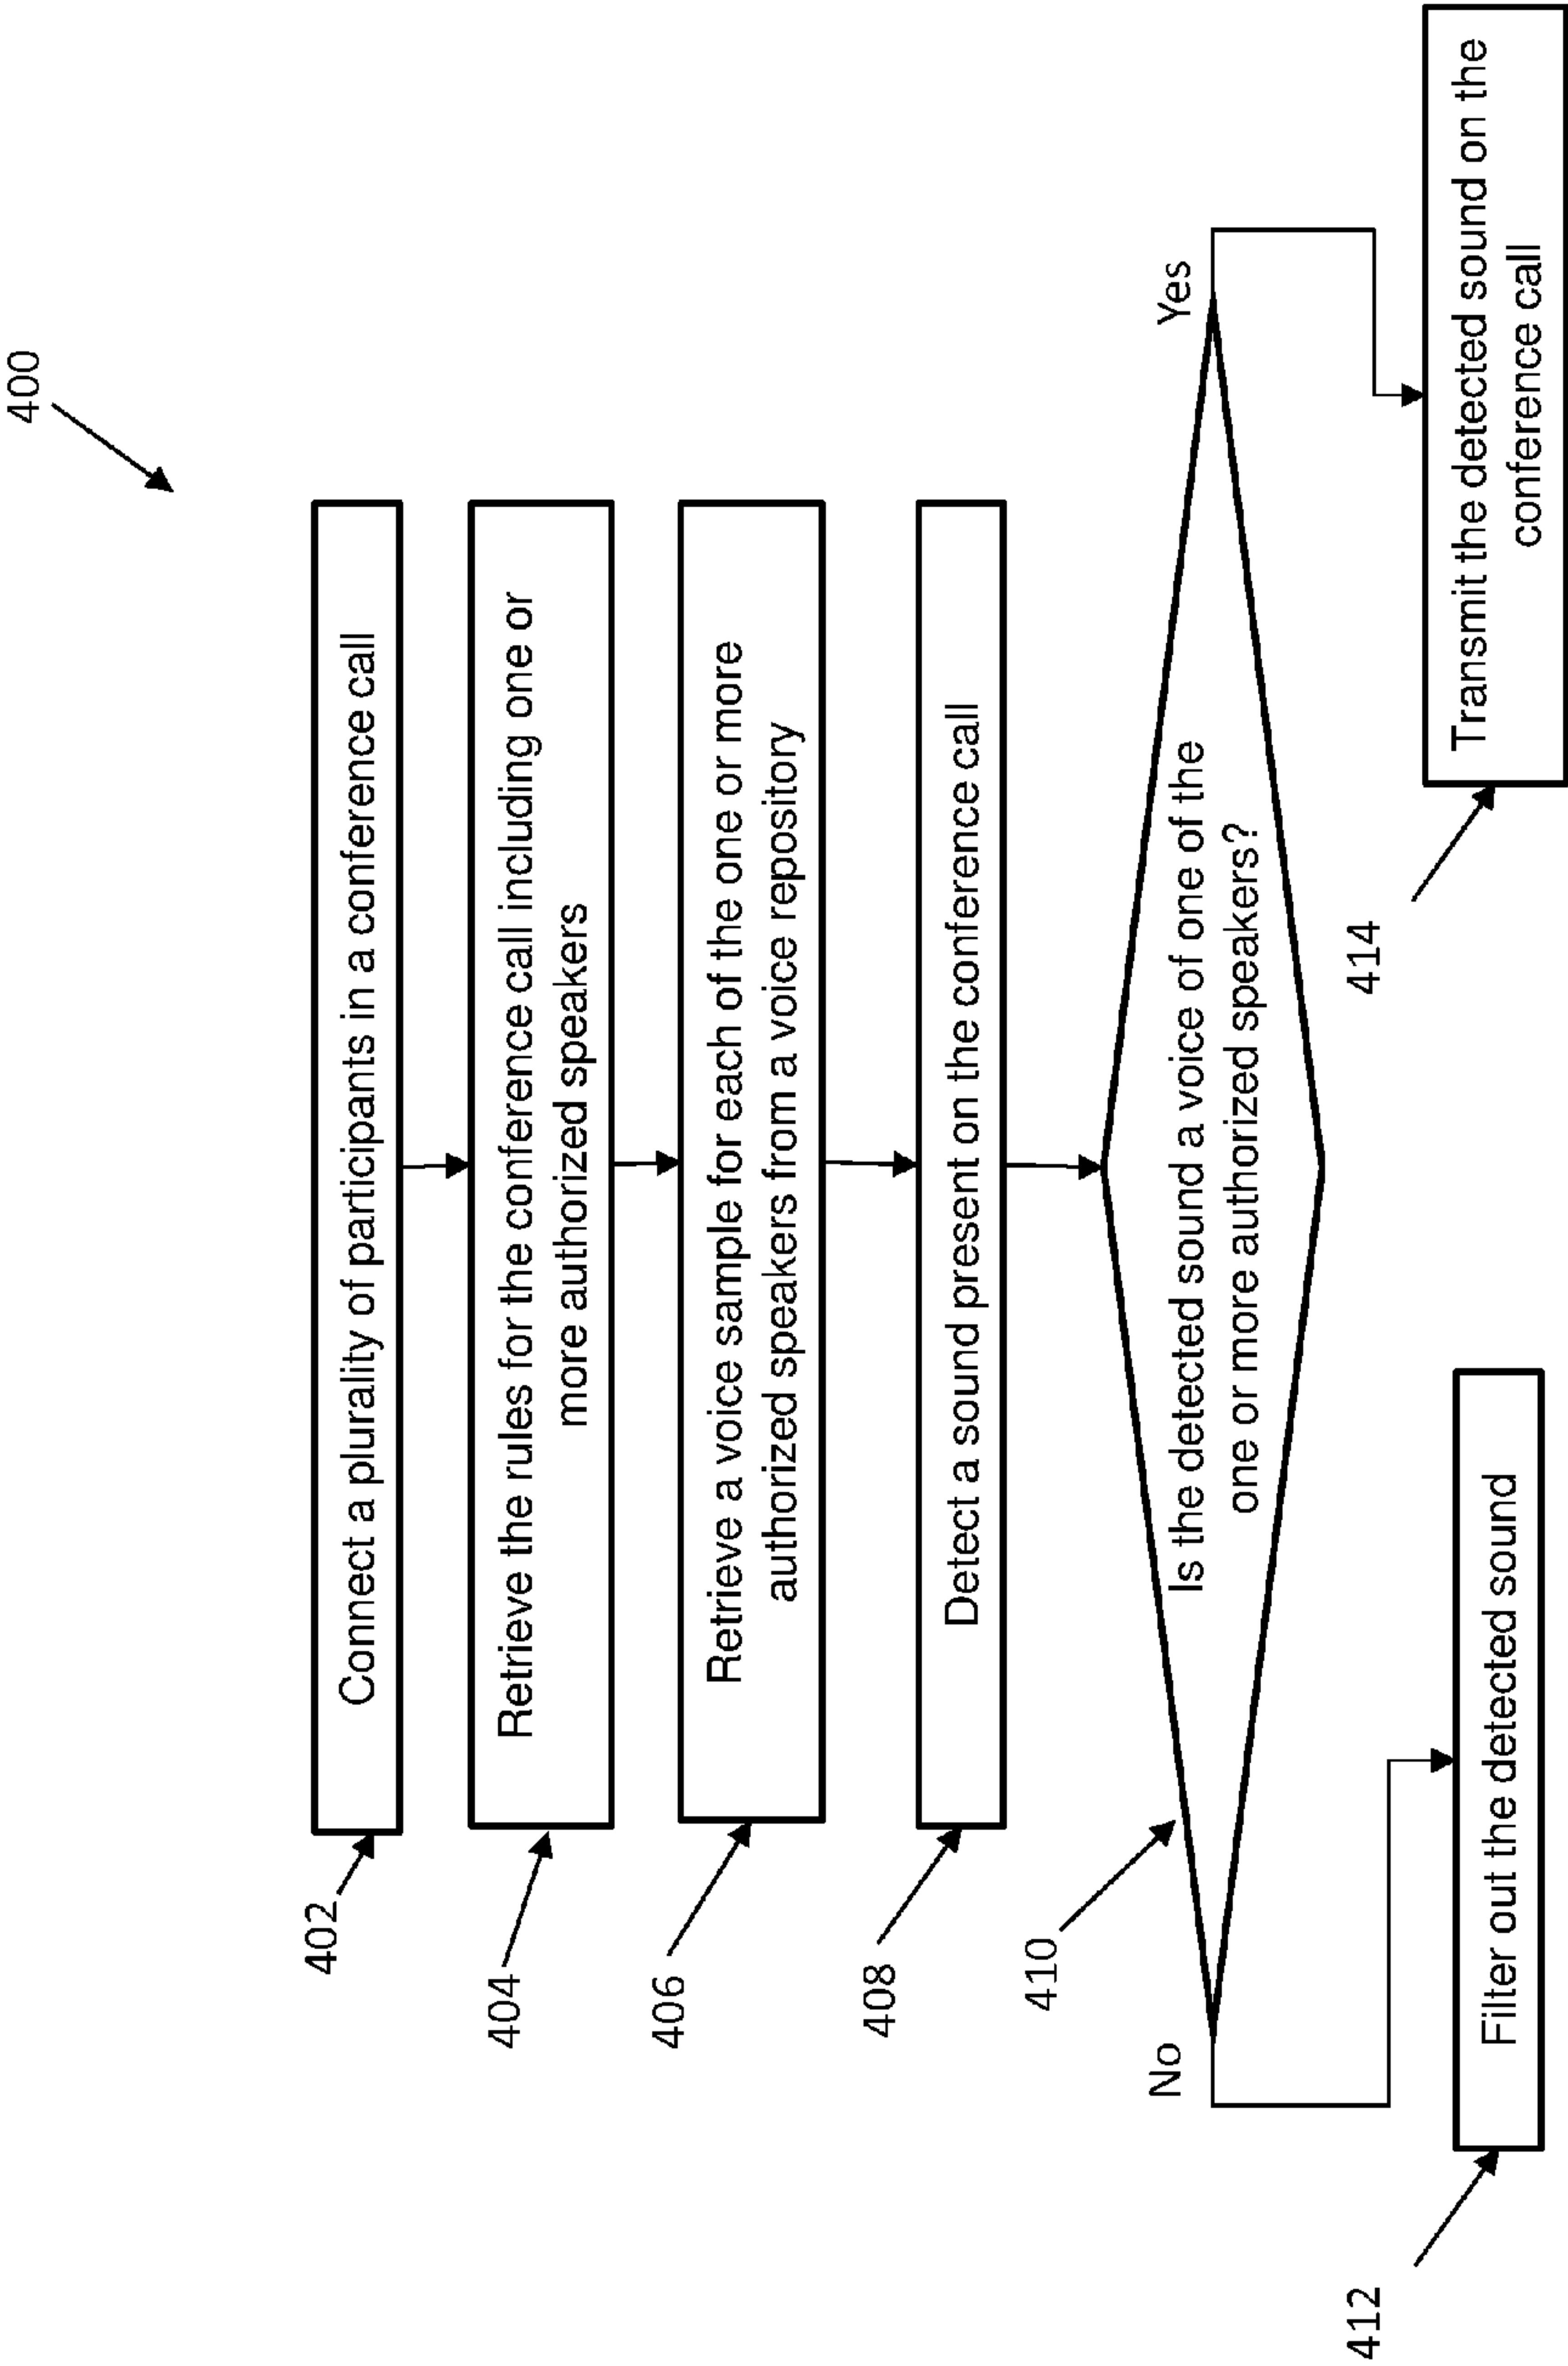 400
402
Connect a plurality of participants in a conference call
404
Retrieve the rules for the conference call including one or
more authorized speakers
406
Retrieve a voice sample for each of the one or more
authorized speakers from a voice repository
408
Detect a sound present on the conference call
410
No
Is the detected sound a voice of one of the
one or more authorized speakers?
Yes
412
Filter out the detected sound
414
Transmit the detected sound on the
conference call